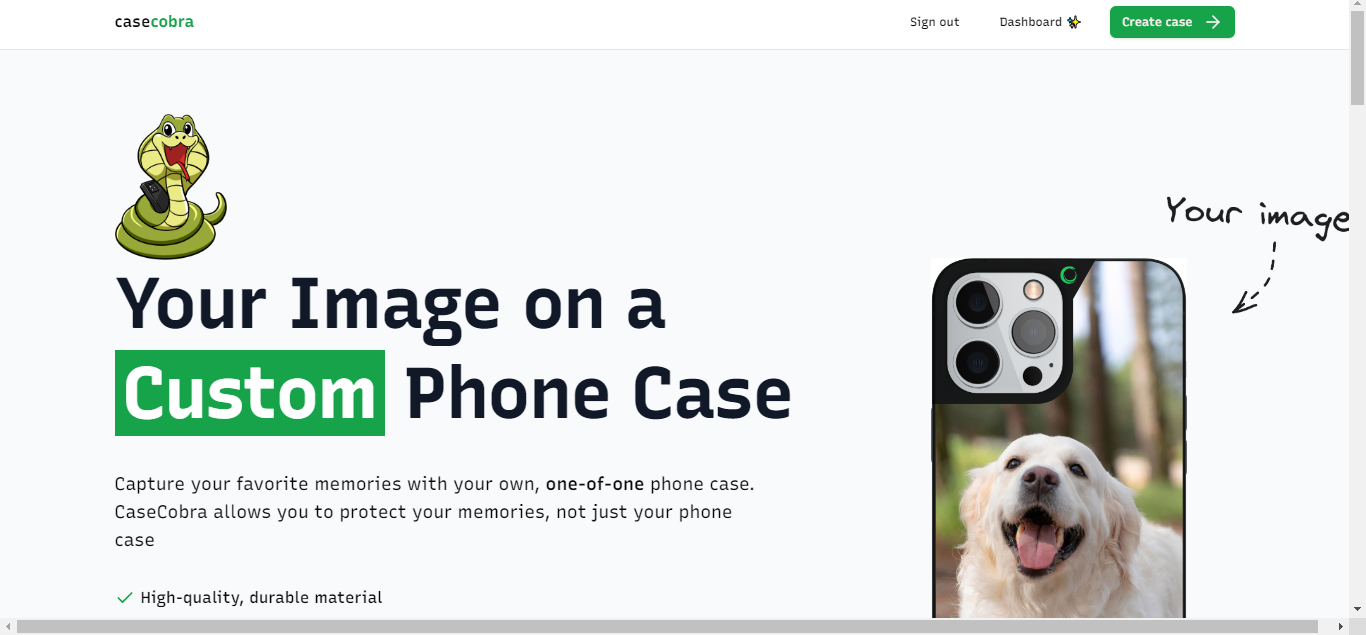 casecobra
Sign out
Dashboard ✨
Create case →
Your image
Your Image on a
Custom Phone Case
Capture your favorite memories with your own, one-of-one phone case.
CaseCobra allows you to protect your memories, not just your phone
case
✓ High-quality, durable material